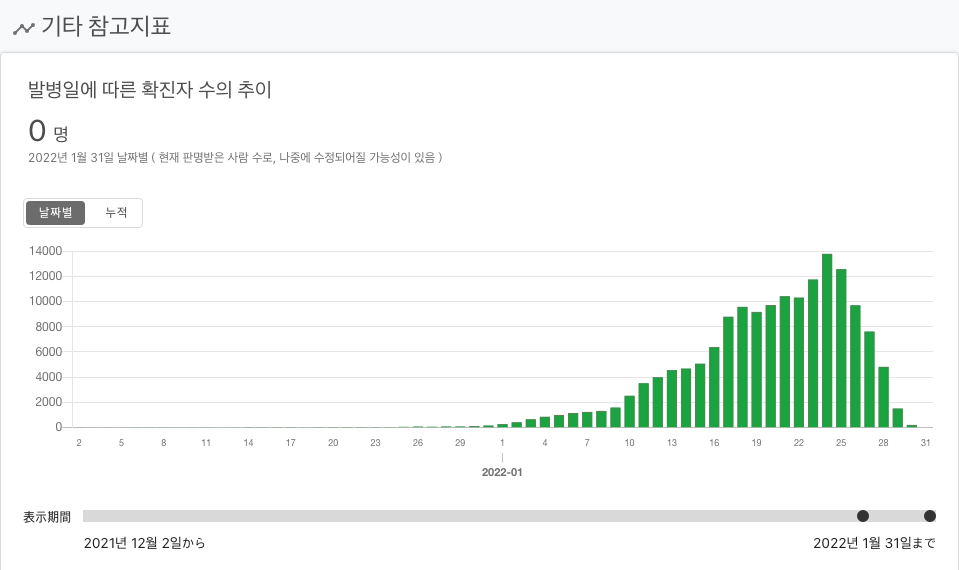 기타 참고지표
발병일에 따른 확진자 수의 추이
0 명
2022년 1월 31일 날짜별 ( 현재 판명받은 사람 수로, 나중에 수정되어질 가능성이 있음 )
날짜별 누적
14000
12000
10000
8000
6000
4000
2000
0
2 5 8 11 14 17 20 23 26 29 1 4 7 10 13 16 19 22 25 28 31
2022-01
表示期間
2021년 12월 2일から 2022년 1월 31일まで